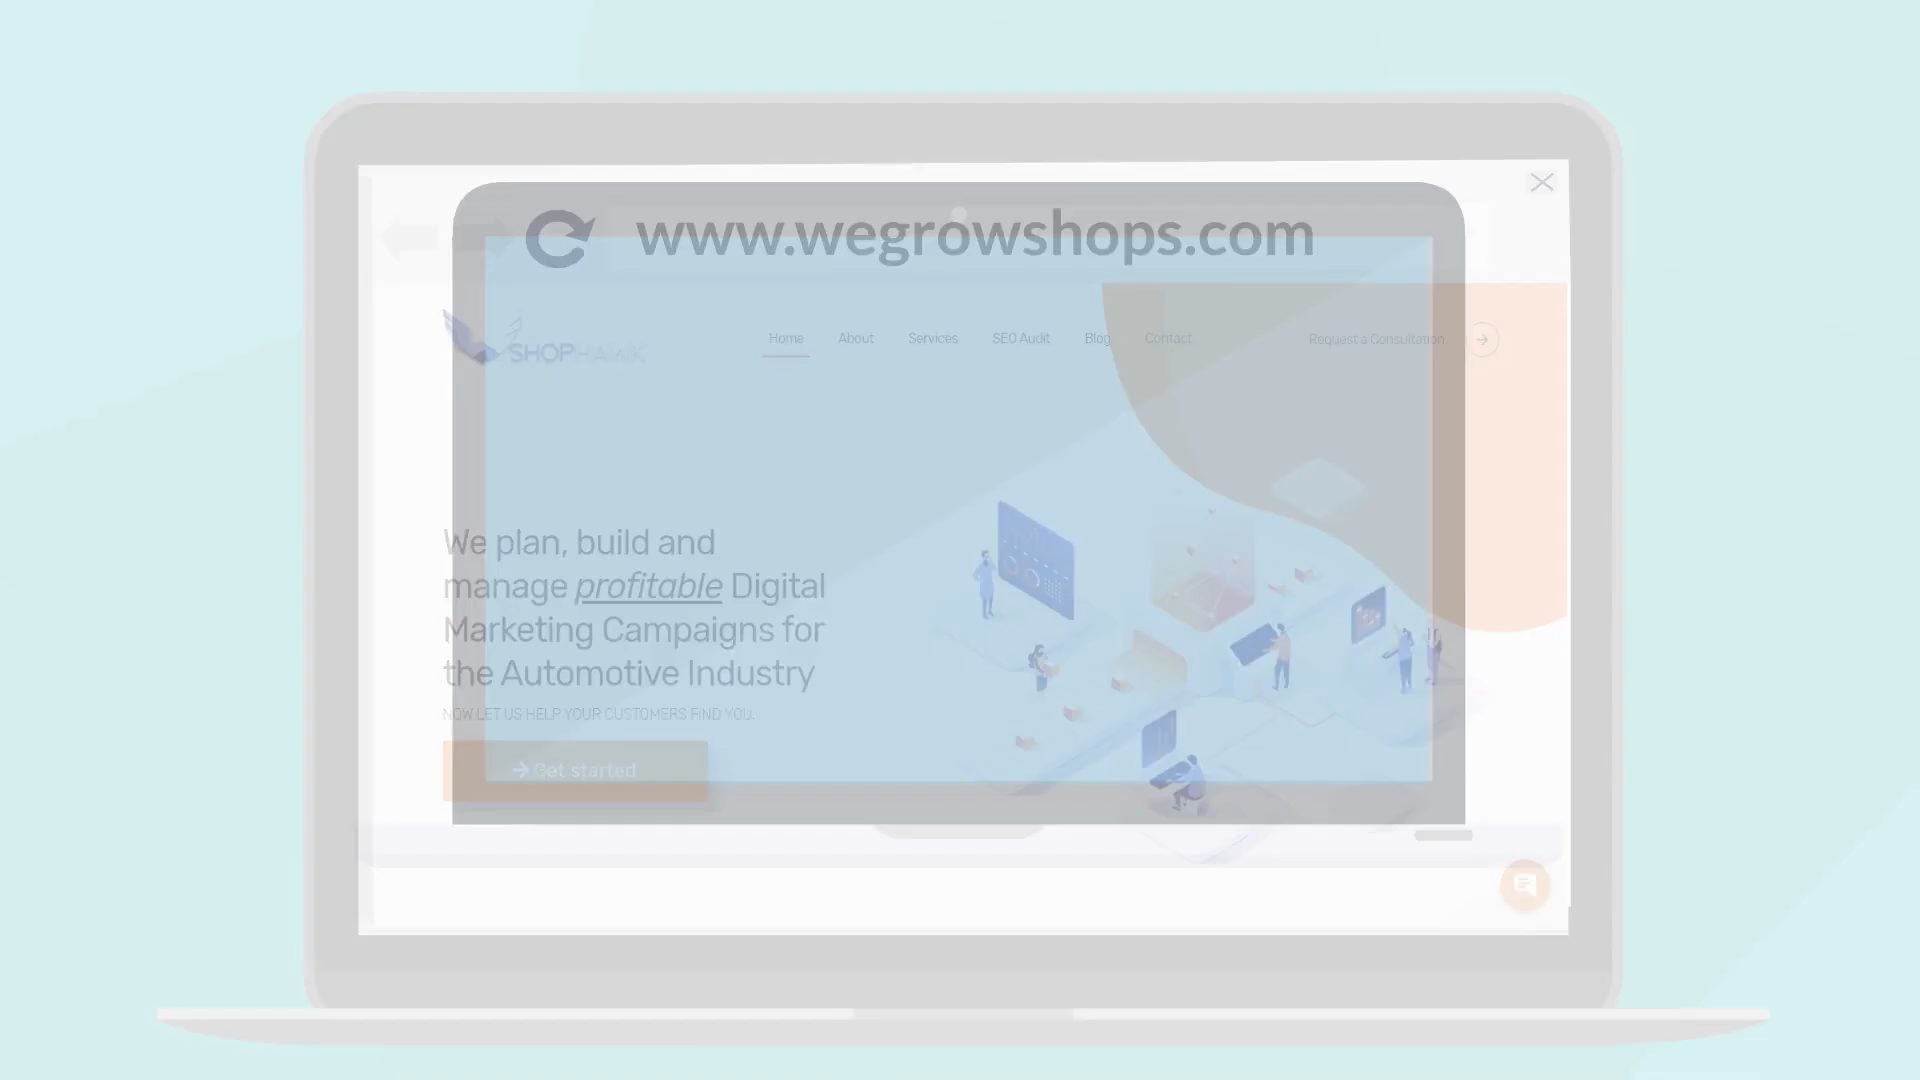 www.wegrowshops.com
SHOPHAWK
Home About Services SEO Audit Blog Contact Request a Consultation
We plan, build and
manage profitable Digital
Marketing Campaigns for
the Automotive Industry
NOW LET US HELP YOUR CUSTOMERS FIND YOU.
Get started